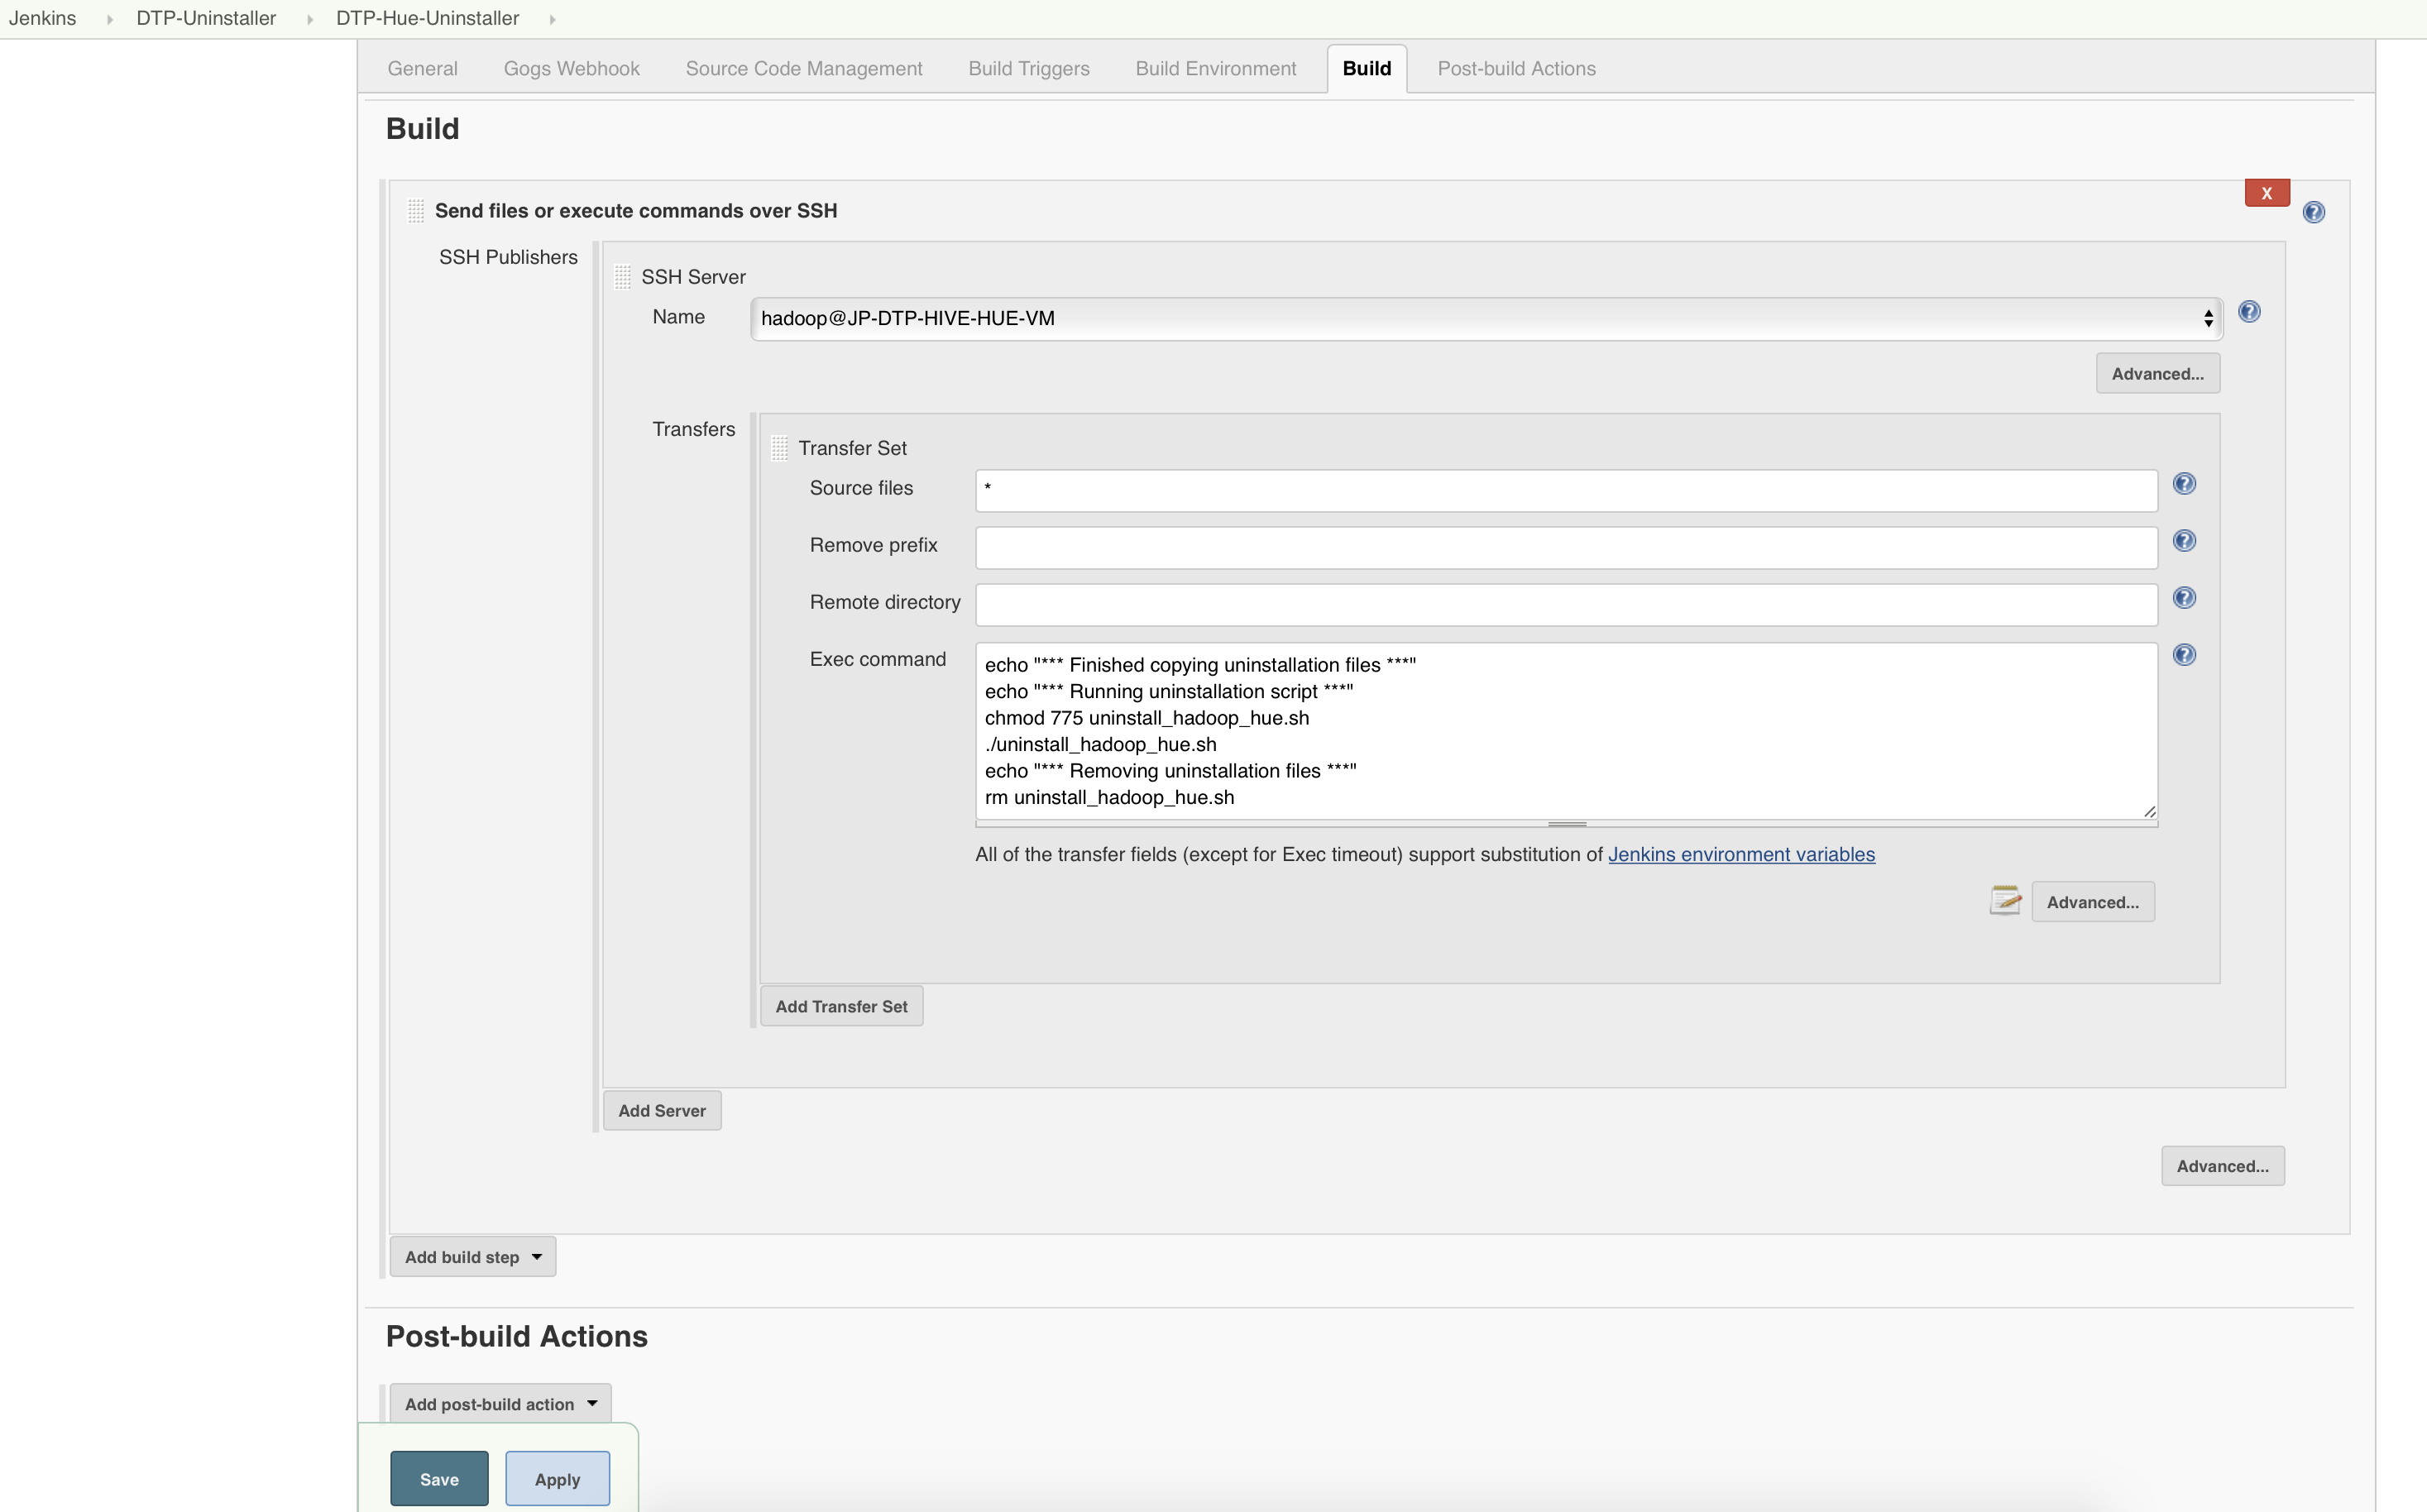 Jenkins DTP-Uninstaller DTP-Hue-Uninstaller
General Gogs Webhook Source Code Management Build Triggers Build Environment Build Post-build Actions
Build
X
Send files or execute commands over SSH
SSH Publishers
SSH Server
Name hadoop@JP-DTP-HIVE-HUE-VM
Advanced...
Transfers
Transfer Set
Source files *
Remove prefix
Remote directory
Exec command
echo "*** Finished copying uninstallation files ***"
echo "*** Running uninstallation script ***"
chmod 775 uninstall_hadoop_hue.sh
./uninstall_hadoop_hue.sh
echo "*** Removing uninstallation files ***"
rm uninstall_hadoop_hue.sh
All of the transfer fields (except for Exec timeout) support substitution of Jenkins environment variables
Advanced...
Add Transfer Set
Add Server
Advanced...
Add build step
Post-build Actions
Add post-build action
Save Apply